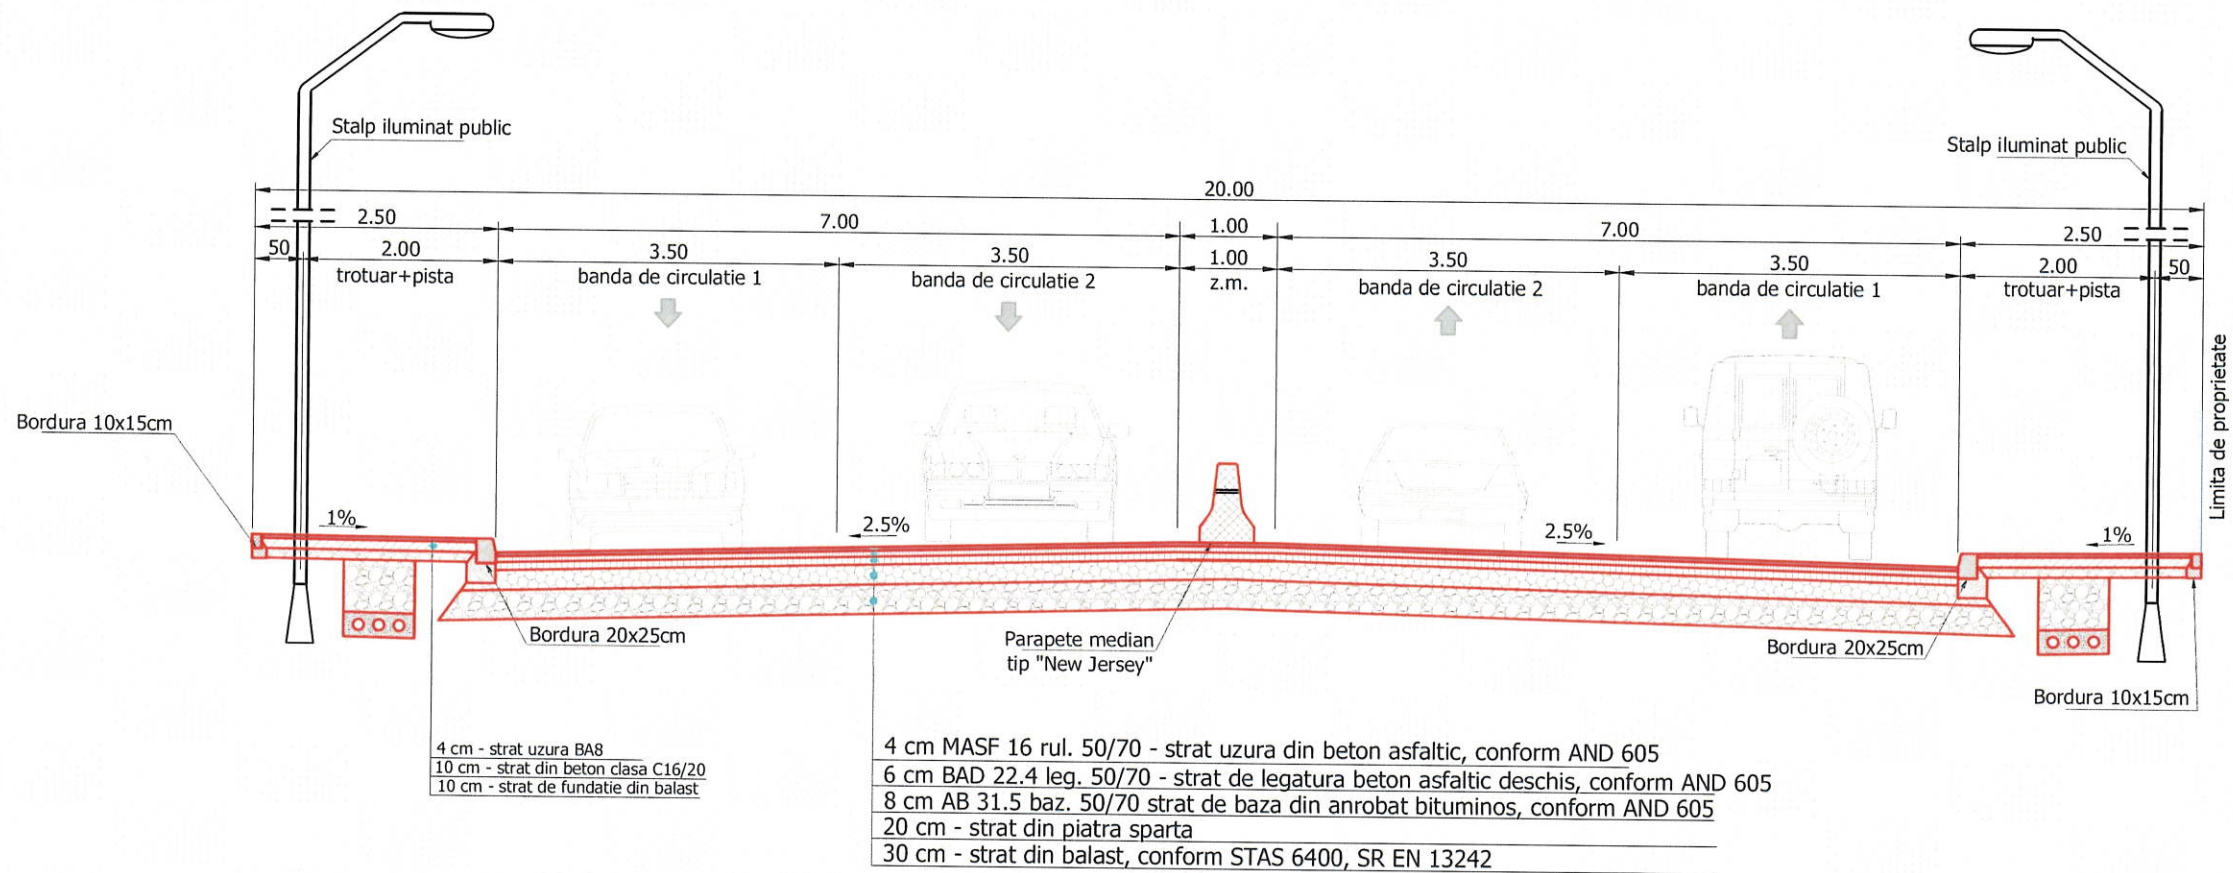 Stalp iluminat public
Stalp iluminat public
20.00
2.50
7.00
1.00
7.00
2.50
50
2.00
3.50
3.50
1.00
3.50
3.50
2.00
50
trotuar+pista
banda de circulatie 1
banda de circulatie 2
z.m.
banda de circulatie 2
banda de circulatie 1
trotuar+pista
Limita de proprietate
Bordura 10x15cm
1%
2.5%
2.5%
1%
Bordura 20x25cm
Parapete median
tip "New Jersey"
Bordura 20x25cm
Bordura 10x15cm
4 cm - strat uzura BA8
10 cm - strat din beton clasa C16/20
10 cm - strat de fundatie din balast
4 cm MASF 16 rul. 50/70 - strat uzura din beton asfaltic, conform AND 605
6 cm BAD 22.4 leg. 50/70 - strat de legatura beton asfaltic deschis, conform AND 605
8 cm AB 31.5 baz. 50/70 strat de baza din anrobat bituminos, conform AND 605
20 cm - strat din piatra sparta
30 cm - strat din balast, conform STAS 6400, SR EN 13242